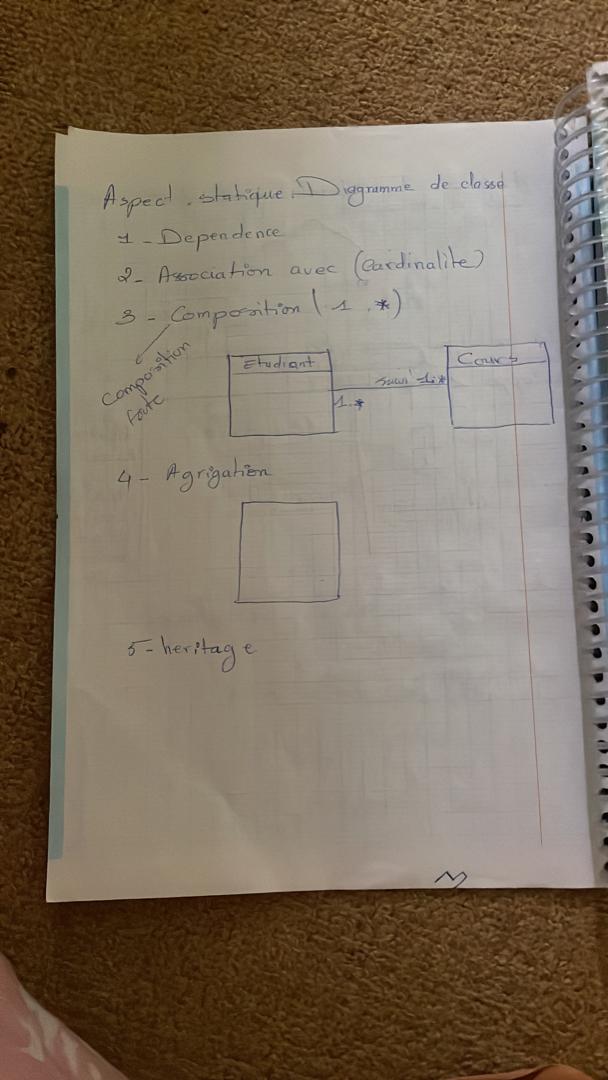 Aspect statique Diagramme de classe
1 - Dependence
2 - Association avec (Cardinalite)
3 - Composition (1 .*)
Composition
forte
Etudiant
suivi 1.*
Cours
1.*
4 - Agrigation
5 - heritage